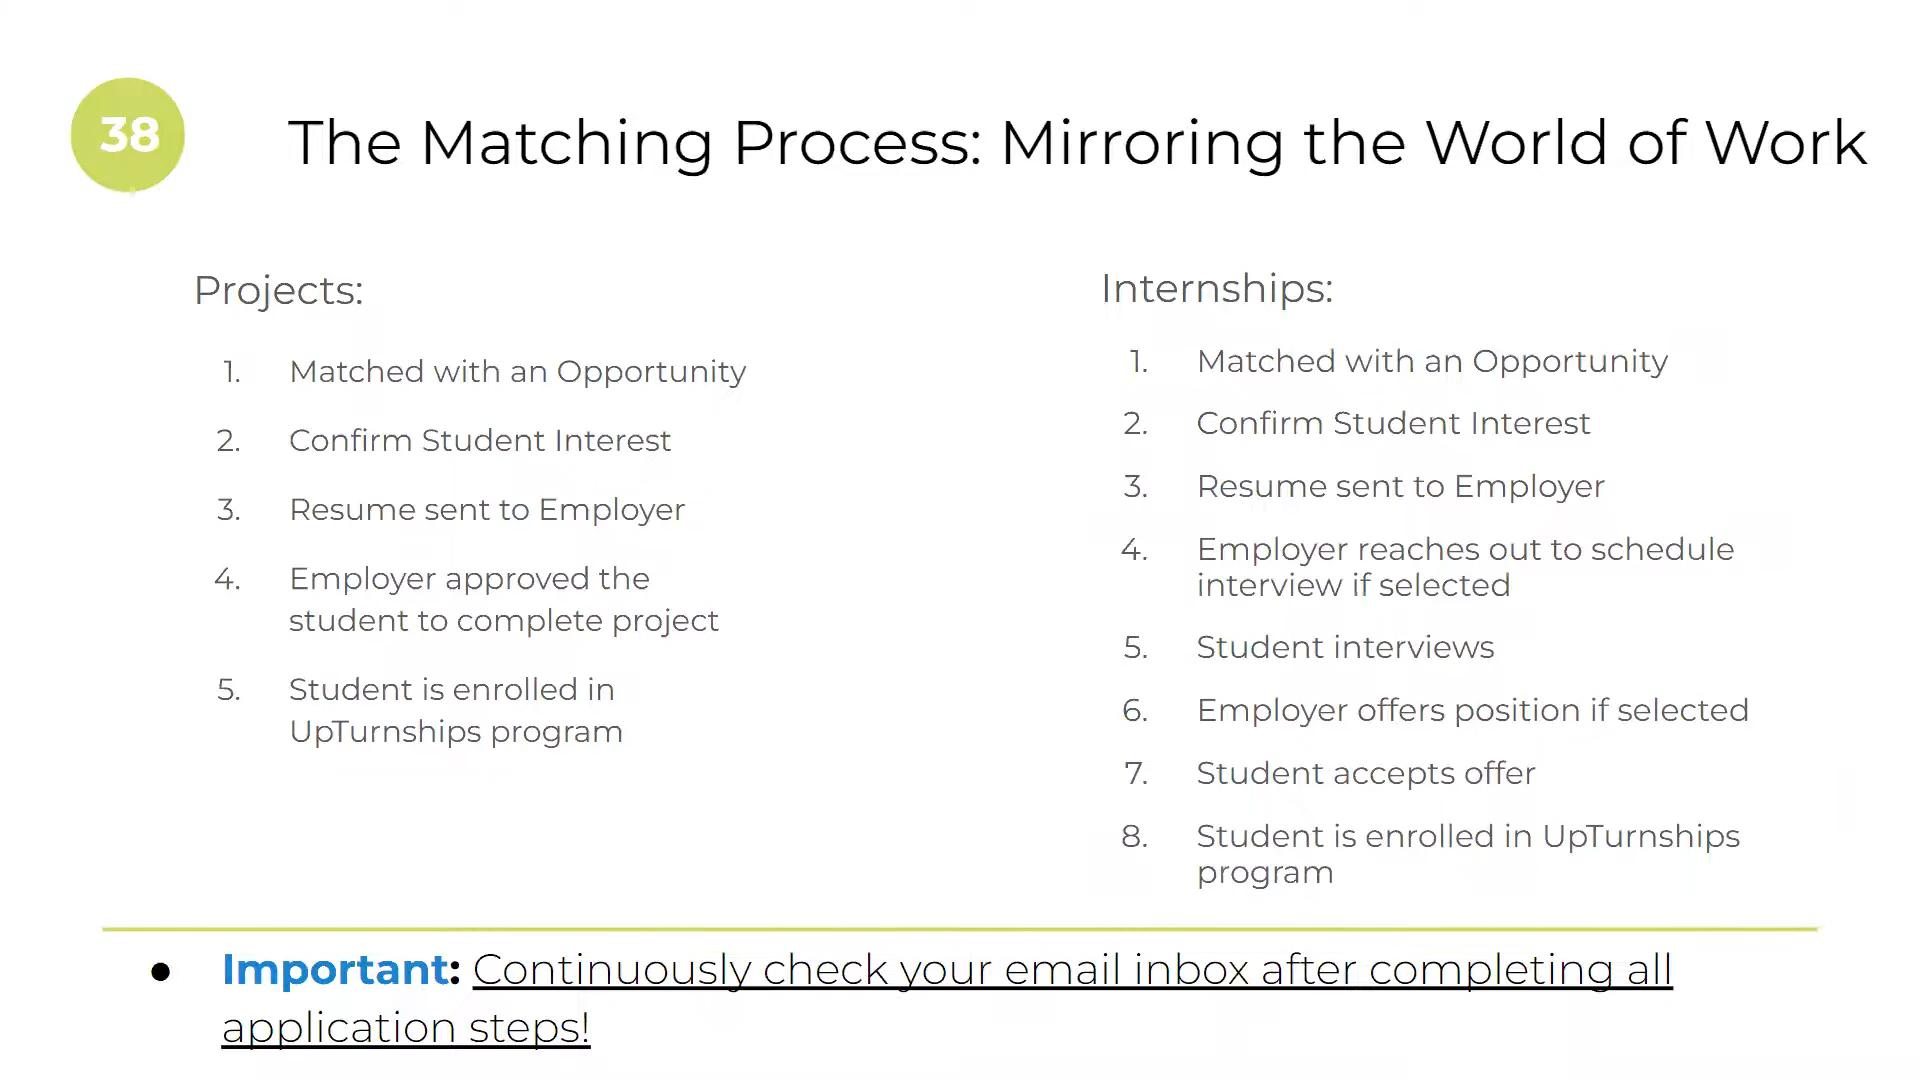 38
The Matching Process: Mirroring the World of Work
Projects:
1. Matched with an Opportunity
2. Confirm Student Interest
3. Resume sent to Employer
4. Employer approved the
student to complete project
5. Student is enrolled in
UpTurnships program
Internships:
1. Matched with an Opportunity
2. Confirm Student Interest
3. Resume sent to Employer
4. Employer reaches out to schedule
interview if selected
5. Student interviews
6. Employer offers position if selected
7. Student accepts offer
8. Student is enrolled in UpTurnships
program
● Important: Continuously check your email inbox after completing all
application steps!